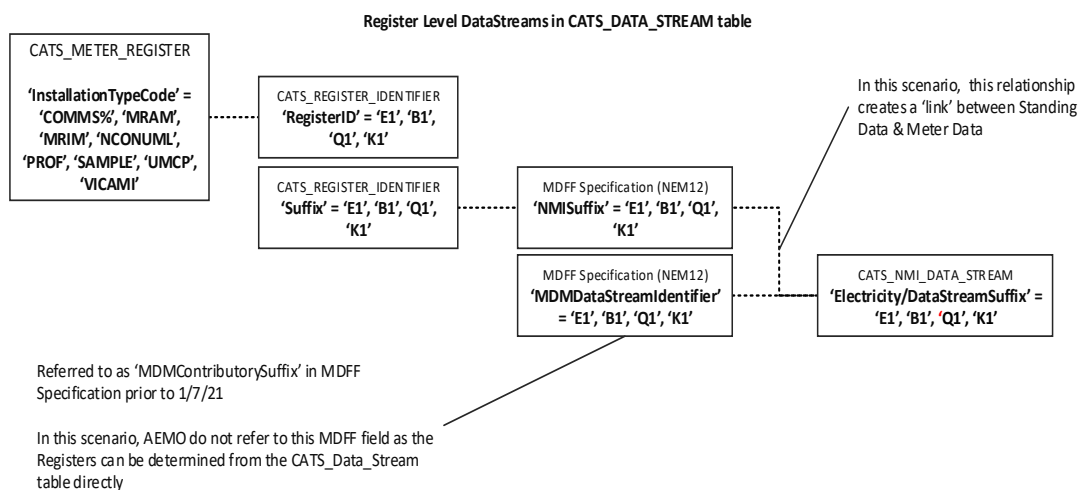 Register Level DataStreams in CATS_DATA_STREAM table
CATS_METER_REGISTER
‘InstallationTypeCode’ =
‘COMMS%’, ‘MRAM’,
‘MRIM’, ‘NCONUML’,
‘PROF’, ‘SAMPLE’, ‘UMCP’,
‘VICAMI’
CATS_REGISTER_IDENTIFIER
‘RegisterID’ = ‘E1’, ‘B1’,
‘Q1’, ‘K1’
CATS_REGISTER_IDENTIFIER
‘Suffix’ = ‘E1’, ‘B1’, ‘Q1’,
‘K1’
MDFF Specification (NEM12)
‘NMISuffix’ = ‘E1’, ‘B1’, ‘Q1’,
‘K1’
MDFF Specification (NEM12)
‘MDMDataStreamIdentifier’
= ‘E1’, ‘B1’, ‘Q1’, ‘K1’
In this scenario, this relationship
creates a ‘link’ between Standing
Data & Meter Data
CATS_NMI_DATA_STREAM
‘Electricity/DataStreamSuffix’ =
‘E1’, ‘B1’, ‘Q1’, ‘K1’
Referred to as ‘MDMContributorySuffix’ in MDFF
Specification prior to 1/7/21
In this scenario, AEMO do not refer to this MDFF field as the
Registers can be determined from the CATS_Data_Stream
table directly